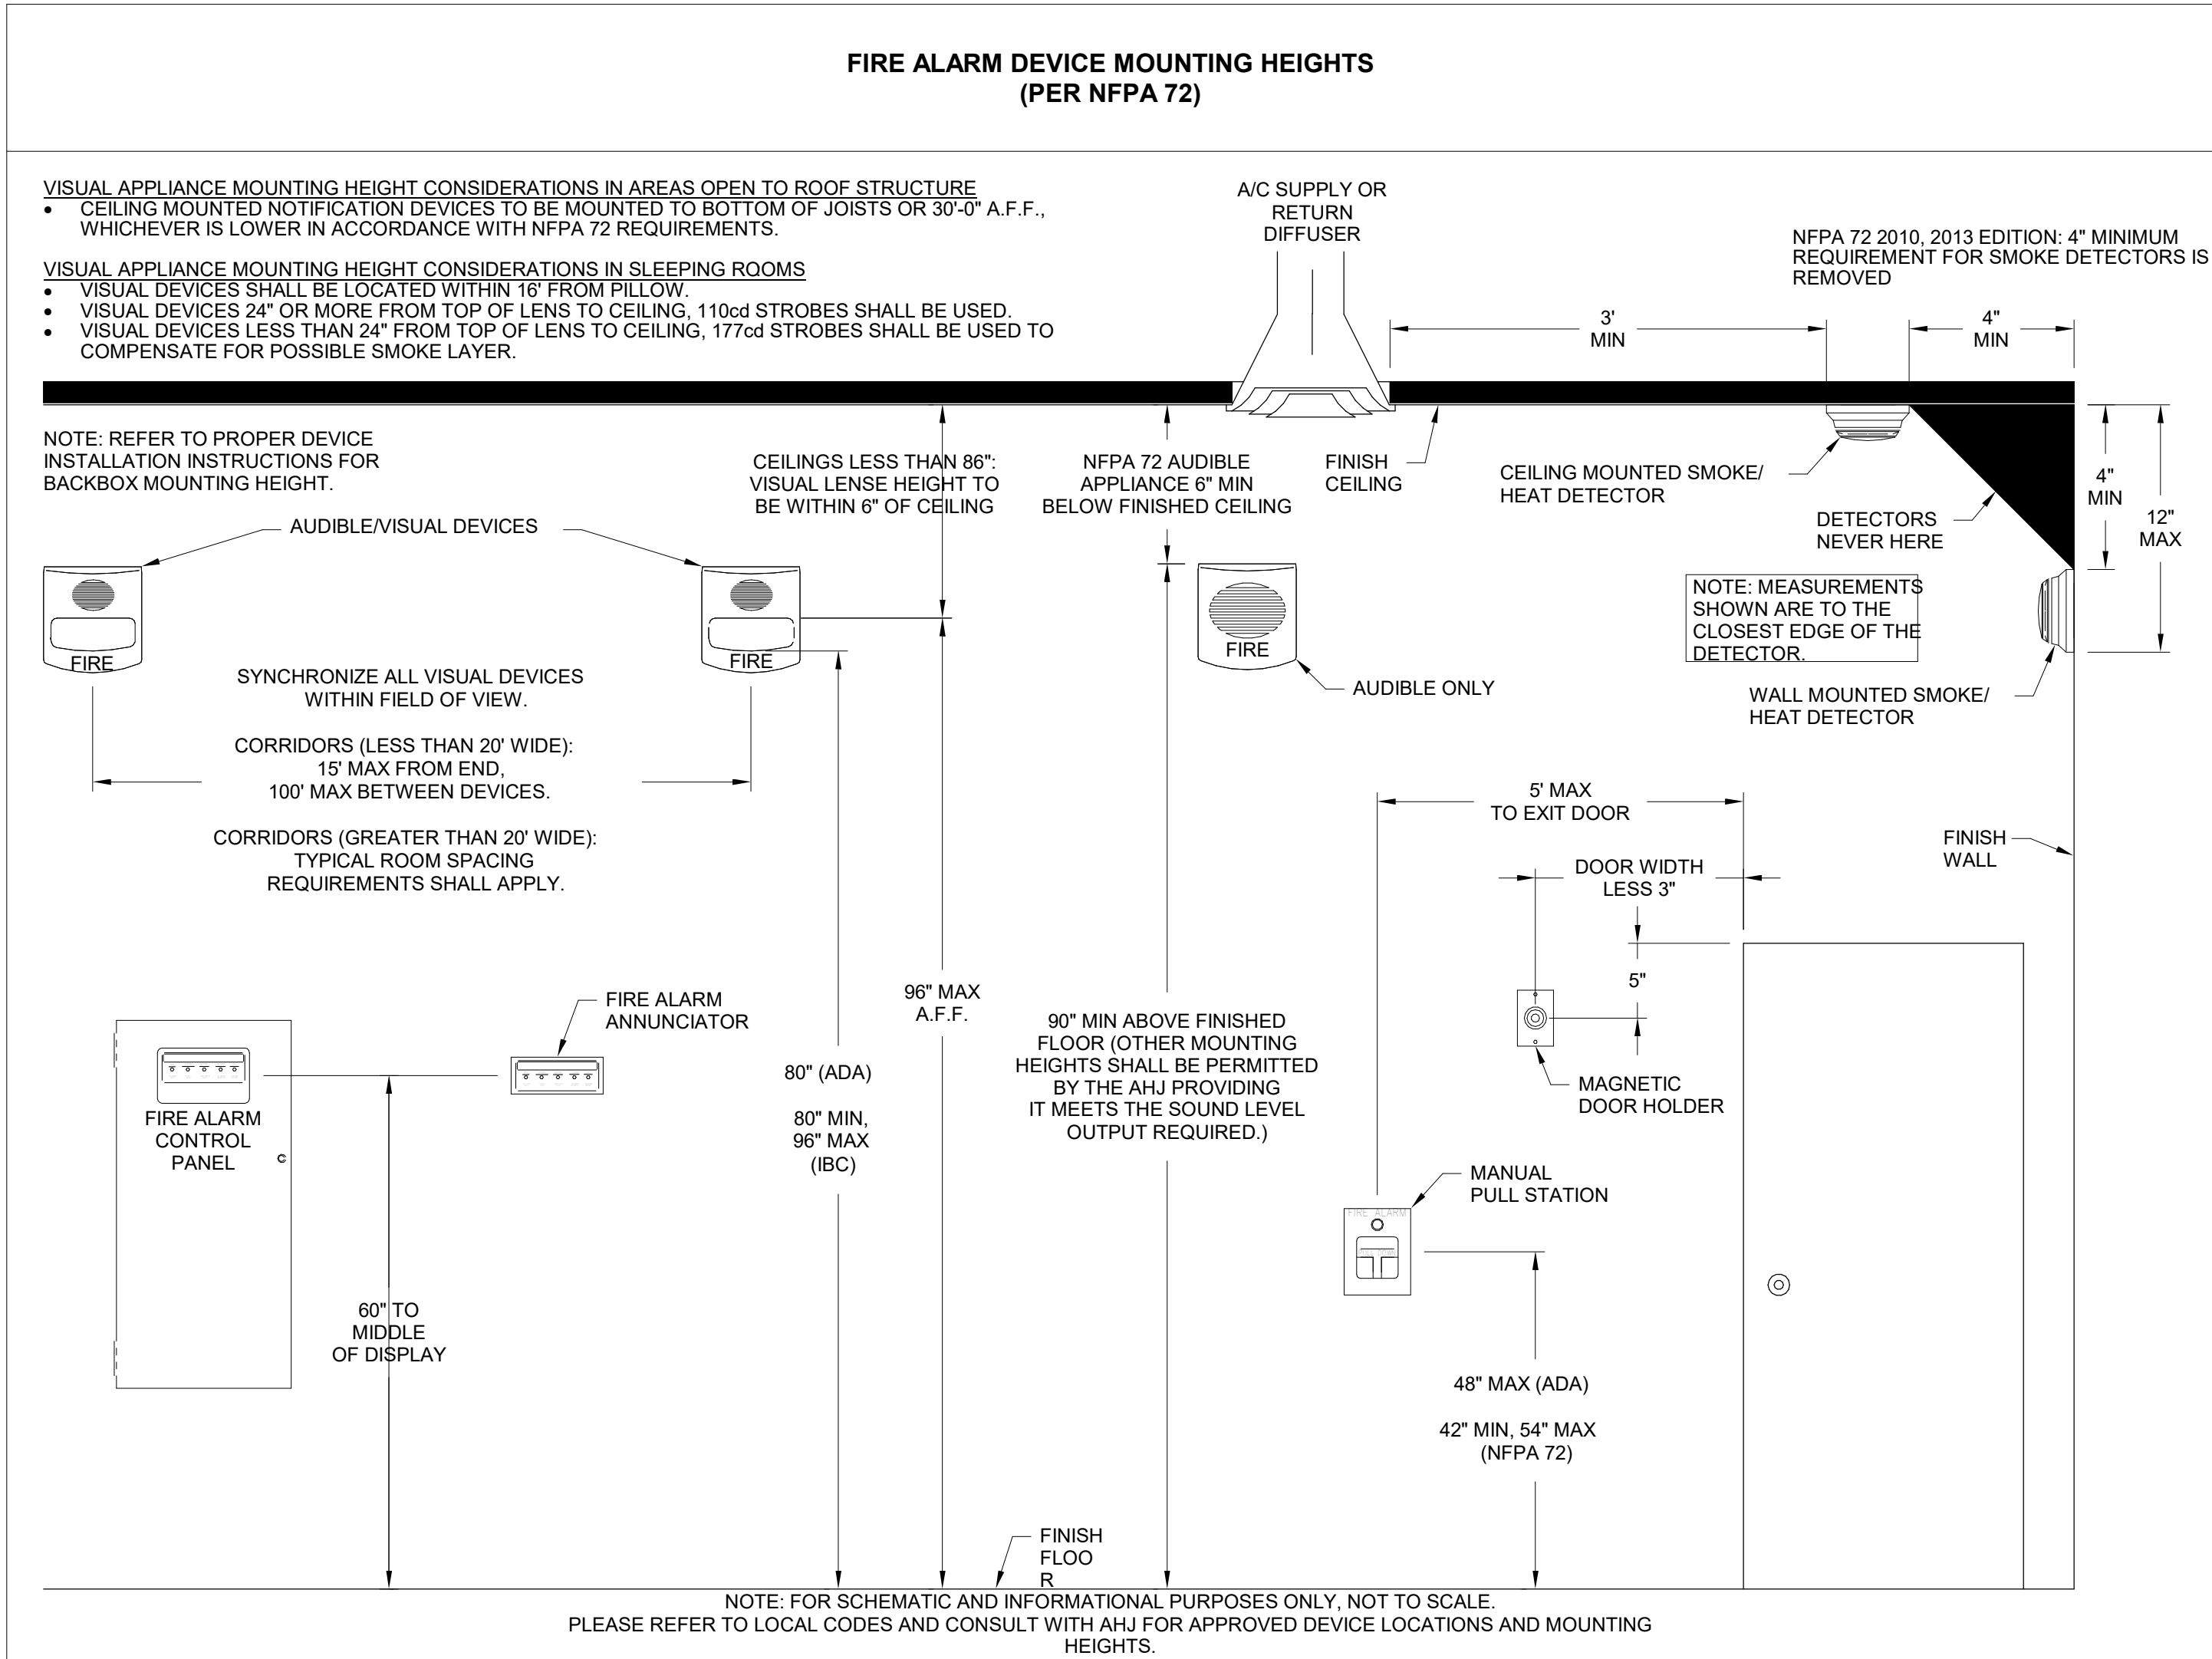 FIRE ALARM DEVICE MOUNTING HEIGHTS
(PER NFPA 72)
VISUAL APPLIANCE MOUNTING HEIGHT CONSIDERATIONS IN AREAS OPEN TO ROOF STRUCTURE
• CEILING MOUNTED NOTIFICATION DEVICES TO BE MOUNTED TO BOTTOM OF JOISTS OR 30'-0" A.F.F.,
WHICHEVER IS LOWER IN ACCORDANCE WITH NFPA 72 REQUIREMENTS.
VISUAL APPLIANCE MOUNTING HEIGHT CONSIDERATIONS IN SLEEPING ROOMS
• VISUAL DEVICES SHALL BE LOCATED WITHIN 16' FROM PILLOW.
• VISUAL DEVICES 24" OR MORE FROM TOP OF LENS TO CEILING, 110cd STROBES SHALL BE USED.
• VISUAL DEVICES LESS THAN 24" FROM TOP OF LENS TO CEILING, 177cd STROBES SHALL BE USED TO
COMPENSATE FOR POSSIBLE SMOKE LAYER.
A/C SUPPLY OR
RETURN
DIFFUSER
NFPA 72 2010, 2013 EDITION: 4" MINIMUM
REQUIREMENT FOR SMOKE DETECTORS IS
REMOVED
3'
MIN
4"
MIN
NOTE: REFER TO PROPER DEVICE
INSTALLATION INSTRUCTIONS FOR
BACKBOX MOUNTING HEIGHT.
CEILINGS LESS THAN 86":
VISUAL LENSE HEIGHT TO
BE WITHIN 6" OF CEILING
NFPA 72 AUDIBLE
APPLIANCE 6" MIN
BELOW FINISHED CEILING
FINISH
CEILING
CEILING MOUNTED SMOKE/
HEAT DETECTOR
DETECTORS
NEVER HERE
4"
MIN
12"
MAX
AUDIBLE/VISUAL DEVICES
FIRE
FIRE
FIRE
NOTE: MEASUREMENTS
SHOWN ARE TO THE
CLOSEST EDGE OF THE
DETECTOR.
AUDIBLE ONLY
WALL MOUNTED SMOKE/
HEAT DETECTOR
SYNCHRONIZE ALL VISUAL DEVICES
WITHIN FIELD OF VIEW.
CORRIDORS (LESS THAN 20' WIDE):
15' MAX FROM END,
100' MAX BETWEEN DEVICES.
CORRIDORS (GREATER THAN 20' WIDE):
TYPICAL ROOM SPACING
REQUIREMENTS SHALL APPLY.
5' MAX
TO EXIT DOOR
DOOR WIDTH
LESS 3"
FINISH
WALL
5"
MAGNETIC
DOOR HOLDER
FIRE ALARM
ANNUNCIATOR
FIRE ALARM
CONTROL
PANEL
96" MAX
A.F.F.
80" (ADA)
80" MIN,
96" MAX
(IBC)
90" MIN ABOVE FINISHED
FLOOR (OTHER MOUNTING
HEIGHTS SHALL BE PERMITTED
BY THE AHJ PROVIDING
IT MEETS THE SOUND LEVEL
OUTPUT REQUIRED.)
MANUAL
PULL STATION
FIRE ALARM
60" TO
MIDDLE
OF DISPLAY
48" MAX (ADA)
42" MIN, 54" MAX
(NFPA 72)
FINISH
FLOO
R
NOTE: FOR SCHEMATIC AND INFORMATIONAL PURPOSES ONLY, NOT TO SCALE.
PLEASE REFER TO LOCAL CODES AND CONSULT WITH AHJ FOR APPROVED DEVICE LOCATIONS AND MOUNTING
HEIGHTS.